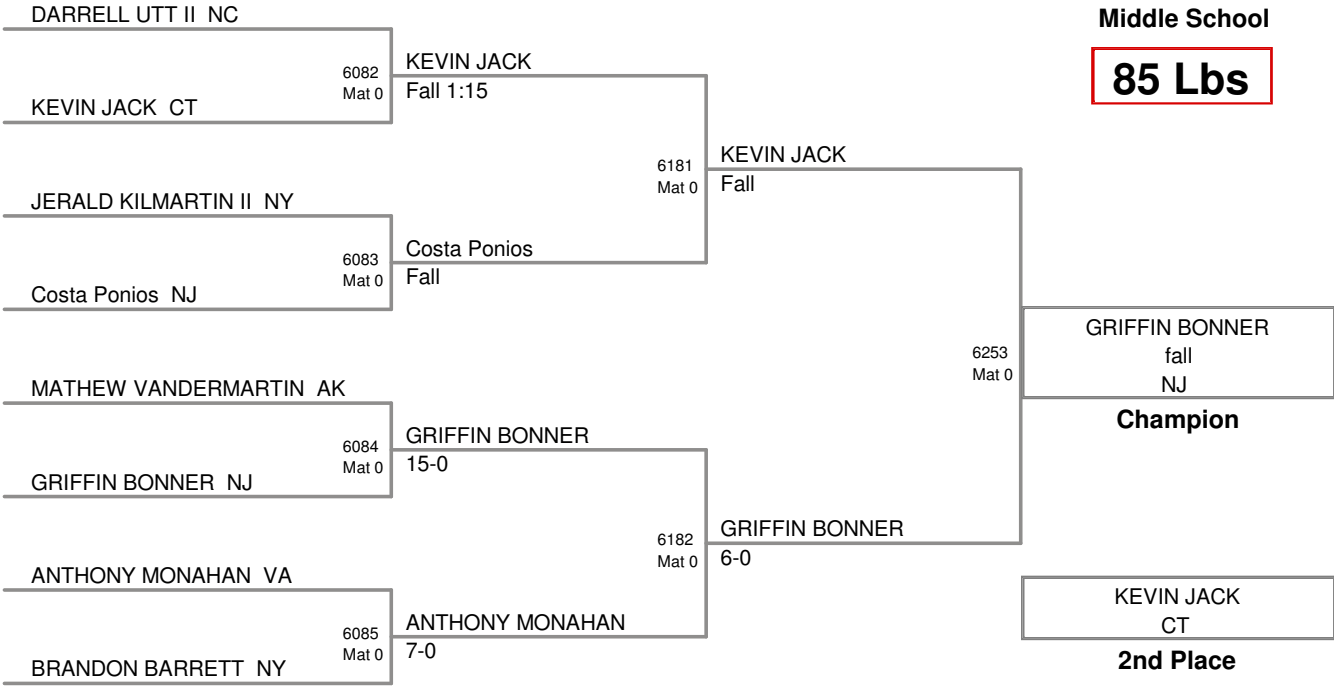 DARRELL UTT II NC
Middle School
85 Lbs
6082
Mat 0
KEVIN JACK
Fall 1:15
KEVIN JACK CT
6181
Mat 0
KEVIN JACK
Fall
JERALD KILMARTIN II NY
6083
Mat 0
Costa Ponios
Fall
Costa Ponios NJ
6253
Mat 0
GRIFFIN BONNER
fall
NJ
Champion
MATHEW VANDERMARTIN AK
6084
Mat 0
GRIFFIN BONNER
15-0
GRIFFIN BONNER NJ
6182
Mat 0
GRIFFIN BONNER
6-0
ANTHONY MONAHAN VA
6085
Mat 0
ANTHONY MONAHAN
7-0
BRANDON BARRETT NY
KEVIN JACK
CT
2nd Place